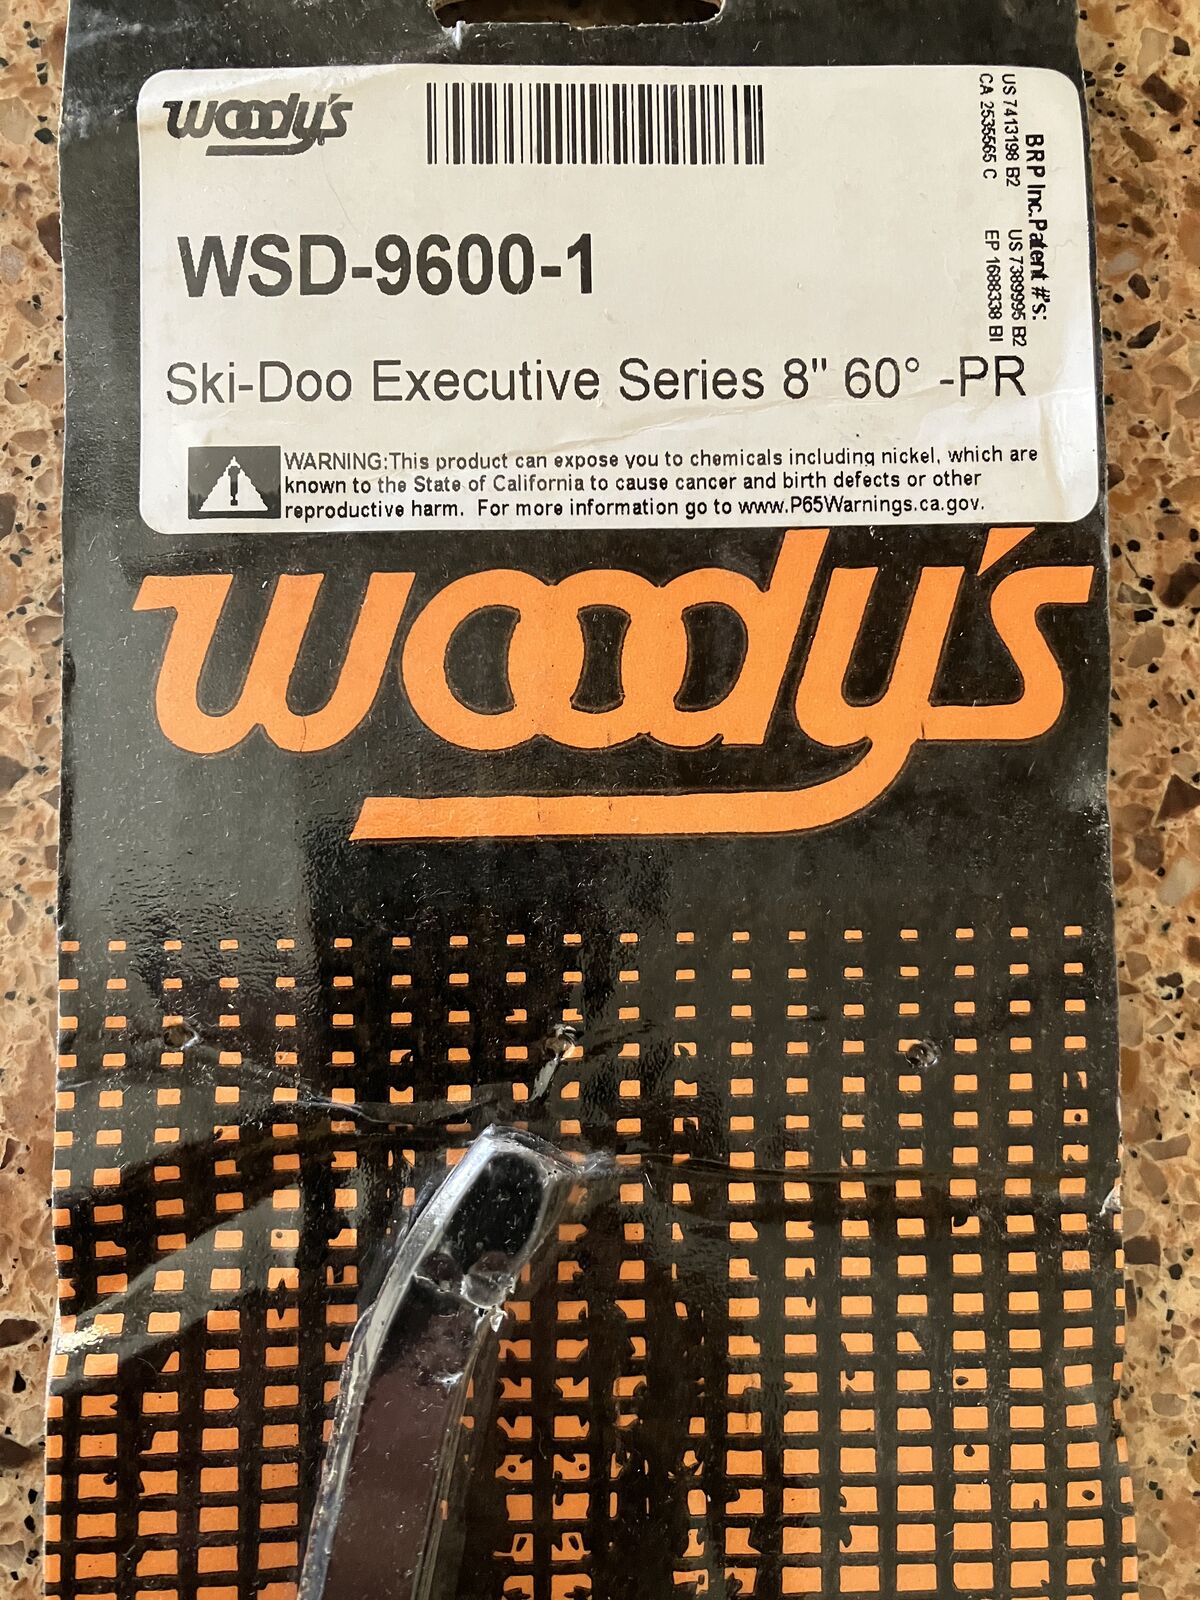 woody's
BRP Inc.Patent #'s:
US 7413198 B2 US 7389995 B2
CA 2535565 C EP 1688338 BI
WSD-9600-1
Ski-Doo Executive Series 8" 60° -PR
WARNING:This product can expose you to chemicals including nickel, which are
known to the State of California to cause cancer and birth defects or other
reproductive harm. For more information go to www.P65Warnings.ca.gov.
woody's